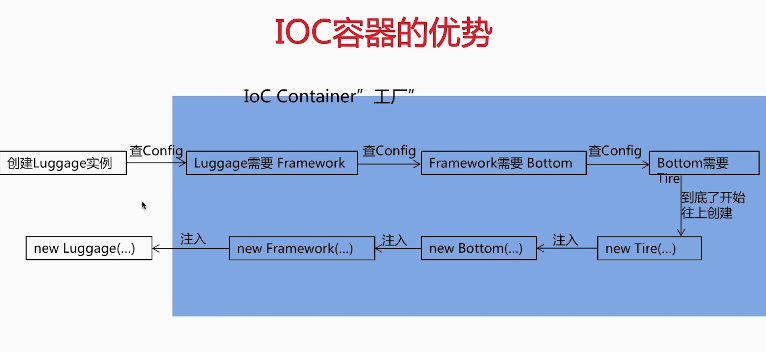 IOC容器的优势
IoC Container”工厂”
查Config
查Config
查Config
创建Luggage实例
Luggage需要 Framework
Framework需要 Bottom
Bottom需要
Tire
到底了开始
往上创建
注入
注入
注入
new Luggage(...)
new Framework(...)
new Bottom(...)
new Tire(...)